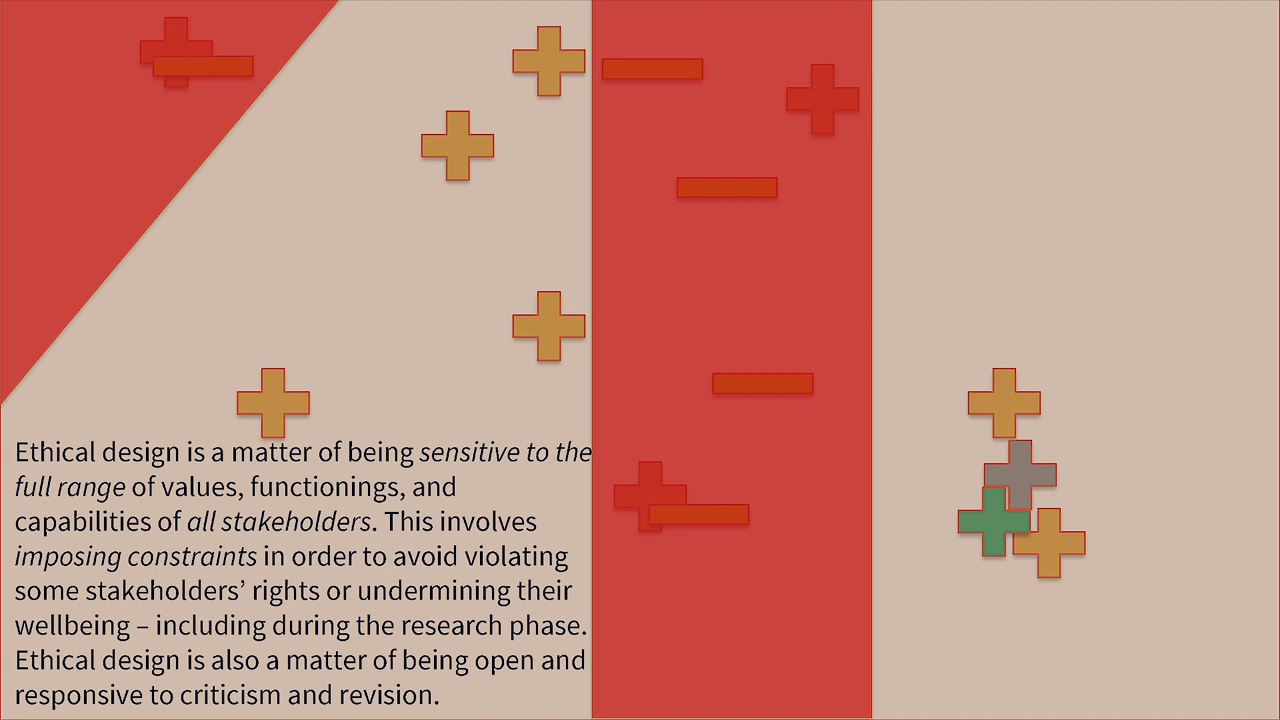 Ethical design is a matter of being sensitive to the
full range of values, functionings, and
capabilities of all stakeholders. This involves
imposing constraints in order to avoid violating
some stakeholders’ rights or undermining their
wellbeing – including during the research phase.
Ethical design is also a matter of being open and
responsive to criticism and revision.